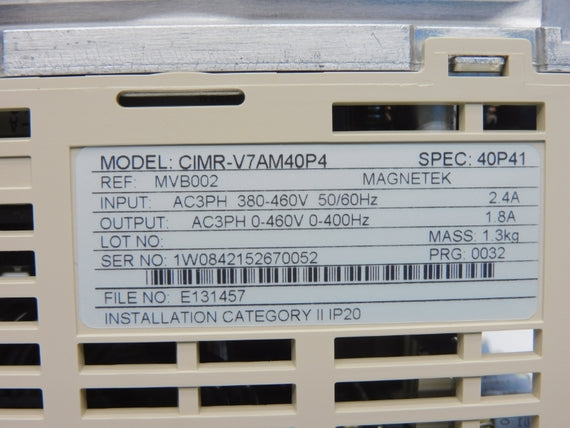 MODEL: CIMR-V7AM40P4 SPEC: 40P41
REF: MVB002 MAGNETEK
INPUT: AC3PH 380-460V 50/60Hz 2.4A
OUTPUT: AC3PH 0-460V 0-400Hz 1.8A
LOT NO: MASS: 1.3kg
SER NO: 1W0842152670052 PRG: 0032
FILE NO: E131457
INSTALLATION CATEGORY II IP20